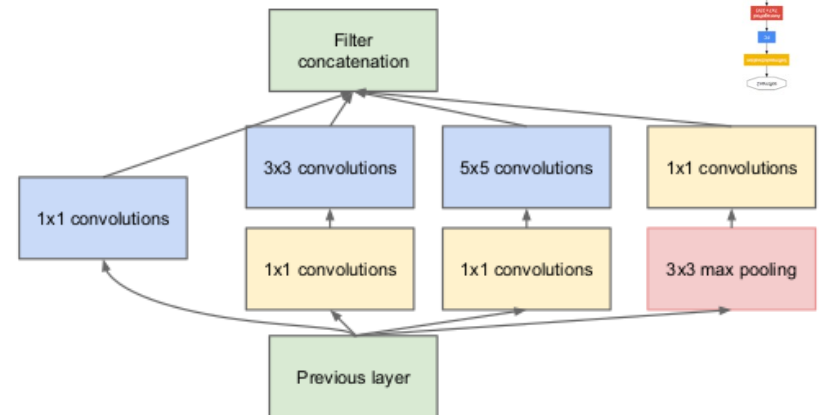 Filter
concatenation
3x3 convolutions
5x5 convolutions
1x1 convolutions
1x1 convolutions
1x1 convolutions
1x1 convolutions
3x3 max pooling
Previous layer